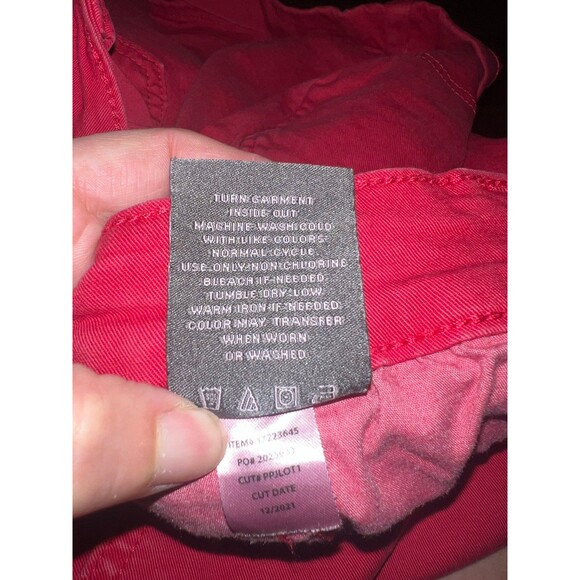 TURN GARMENT
INSIDE OUT
MACHINE WASH COLD
WITH LIKE COLORS
NORMAL CYCLE.
USE ONLY NON CHLORINE
BLEACH IF NEEDED
TUMBLE DRY LOW
WARM IRON IF NEEDED
COLOR MAY TRANSFER
WHEN WORN
OR WASHED
ITEM# 17223645
PO#
CUT# PPJLOT1
CUT DATE
12/2021